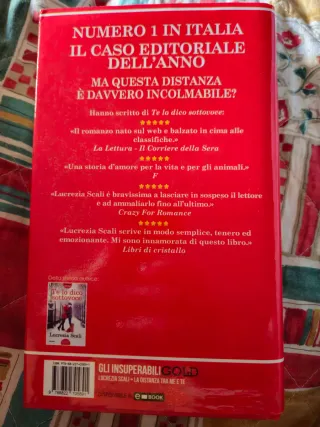 NUMERO 1 IN ITALIA
IL CASO EDITORIALE
DELL'ANNO
MA QUESTA DISTANZA
È DAVVERO INCOLMABILE?
Hanno scritto di Te lo dico sottovoce:
«Il romanzo nato sul web e balzato in cima alle
classifiche.»
La Lettura - Il Corriere della Sera
«Una storia d'amore per la vita e per gli animali.»
F
«Lucrezia Scali è bravissima a lasciare in sospeso il lettore
e ad ammaliarlo fino all'ultimo.»
Crazy For Romance
«Lucrezia Scali scrive in modo semplice, tenero ed
emozionante. Mi sono innamorata di questo libro.»
Libri di cristallo
Te lo dico
sottovoce
Lucrezia Scali
GLI INSUPERABILI GOLD
LUCREZIA SCALI • LA DISTANZA TRA ME E TE
EBOOK